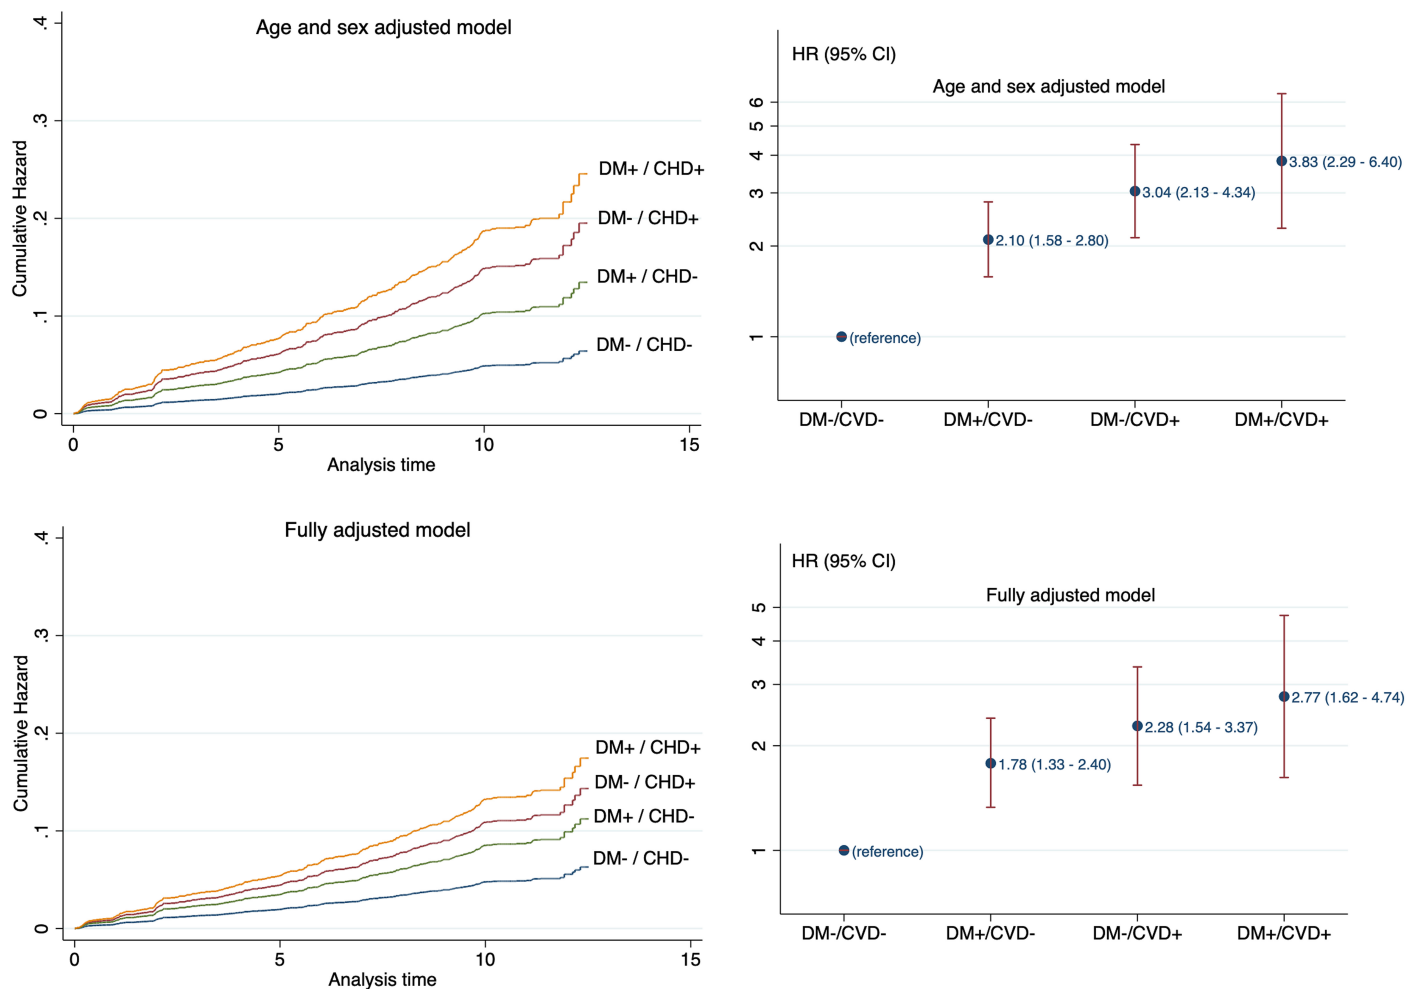 Age and sex adjusted model
Cumulative Hazard
.4
.3
.2
.1
0
DM+ / CHD+
DM- / CHD+
DM+ / CHD-
DM- / CHD-
0 5 10 15
Analysis time
HR (95% CI)
Age and sex adjusted model
6
5
4
3
2
1
(reference)
2.10 (1.58 - 2.80)
3.04 (2.13 - 4.34)
3.83 (2.29 - 6.40)
DM-/CVD- DM+/CVD- DM-/CVD+ DM+/CVD+
Fully adjusted model
Cumulative Hazard
.4
.3
.2
.1
0
DM+ / CHD+
DM- / CHD+
DM+ / CHD-
DM- / CHD-
0 5 10 15
Analysis time
HR (95% CI)
Fully adjusted model
5
4
3
2
1
(reference)
1.78 (1.33 - 2.40)
2.28 (1.54 - 3.37)
2.77 (1.62 - 4.74)
DM-/CVD- DM+/CVD- DM-/CVD+ DM+/CVD+